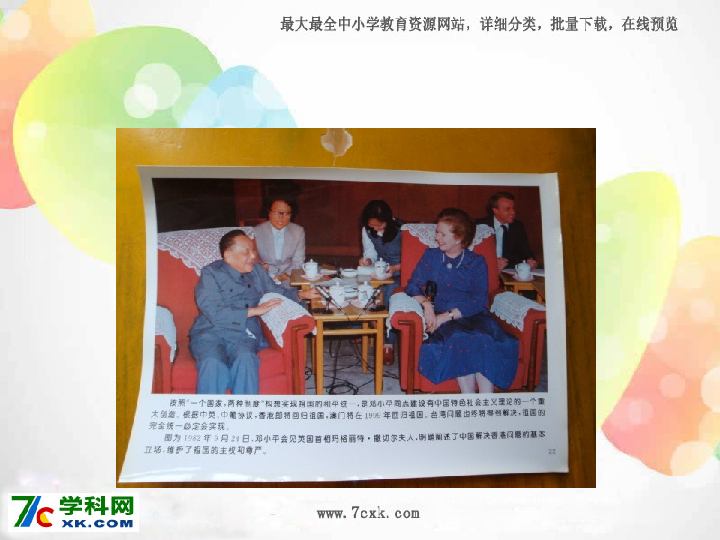 最大最全中小学教育资源网站，详细分类，批量下载，在线预览
按照“一个国家，两种制度”构想实现祖国的和平统一，是邓小平同志建设有中国特色社会主义理论的一个重
大创造。根据中英、中葡协议，香港即将回归祖国，澳门将在1999年回归祖国。台湾问题也终将得到解决，祖国的
完全统一必定会实现。
图为1982年9月24日，邓小平会见英国首相玛格丽特·撒切尔夫人，明确阐述了中国解决香港问题的基本
立场，维护了祖国的主权和尊严。
学科网
XK.COM
www.7cxk.com